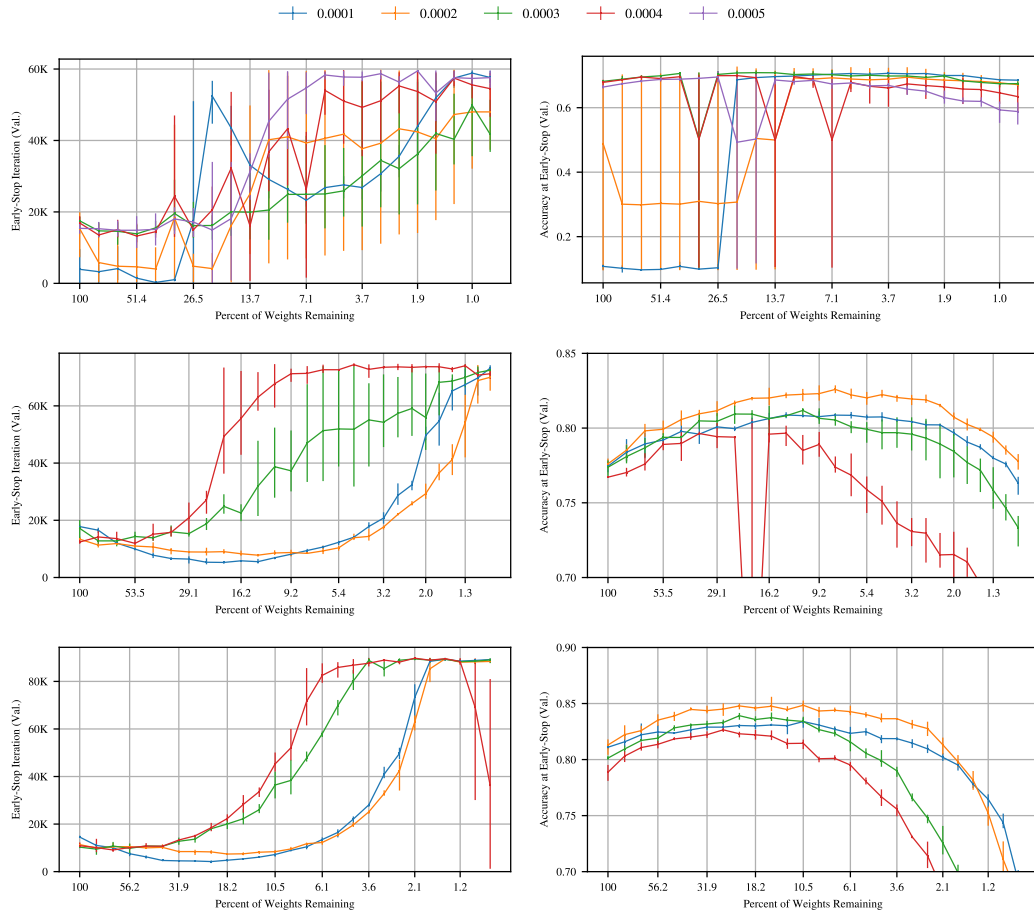 0.0001 0.0002 0.0003 0.0004 0.0005
60K
40K
20K
0
Early-Stop Iteration (Val.)
100 51.4 26.5 13.7 7.1 3.7 1.9 1.0
Percent of Weights Remaining
0.6
0.4
0.2
Accuracy at Early-Stop (Val.)
100 51.4 26.5 13.7 7.1 3.7 1.9 1.0
Percent of Weights Remaining
60K
40K
20K
0
Early-Stop Iteration (Val.)
100 53.5 29.1 16.2 9.2 5.4 3.2 2.0 1.3
Percent of Weights Remaining
0.85
0.80
0.75
0.70
Accuracy at Early-Stop (Val.)
100 53.5 29.1 16.2 9.2 5.4 3.2 2.0 1.3
Percent of Weights Remaining
80K
60K
40K
20K
0
Early-Stop Iteration (Val.)
100 56.2 31.9 18.2 10.5 6.1 3.6 2.1 1.2
Percent of Weights Remaining
0.90
0.85
0.80
0.75
0.70
Accuracy at Early-Stop (Val.)
100 56.2 31.9 18.2 10.5 6.1 3.6 2.1 1.2
Percent of Weights Remaining